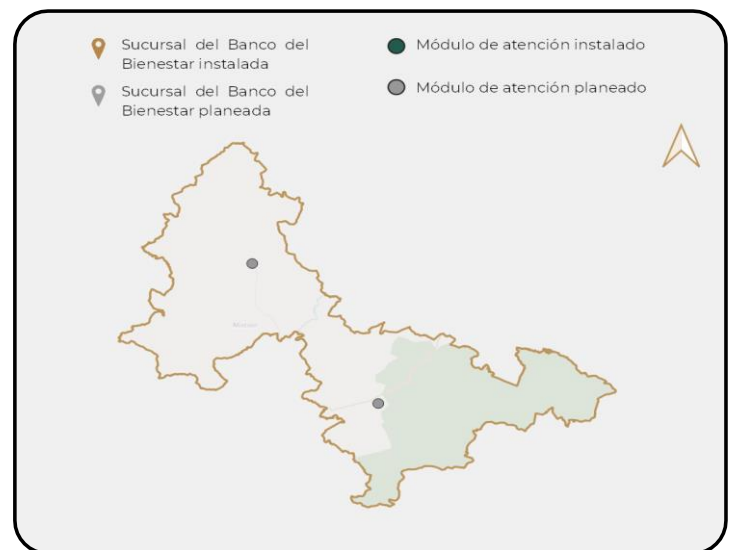 Sucursal del Banco del
Bienestar instalada
Sucursal del Banco del
Bienestar planeada
Módulo de atención instalado
Módulo de atención planeado